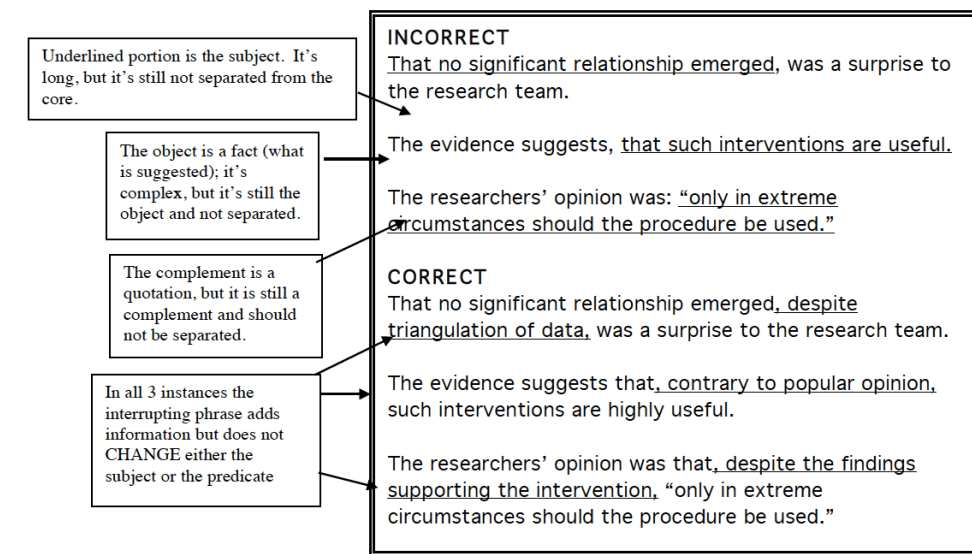 Underlined portion is the subject.  It's
long, but it's still not separated from the
core.
The object is a fact (what
is suggested); it's
complex, but it's still the
object and not separated.
The complement is a
quotation, but it is still a
complement and should
not be separated.
In all 3 instances the
interrupting phrase adds
information but does not
CHANGE either the
subject or the predicate
INCORRECT
That no significant relationship emerged, was a surprise to
the research team.
The evidence suggests, that such interventions are useful.
The researchers' opinion was: “only in extreme
circumstances should the procedure be used.”
CORRECT
That no significant relationship emerged, despite
triangulation of data, was a surprise to the research team.
The evidence suggests that, contrary to popular opinion,
such interventions are highly useful.
The researchers' opinion was that, despite the findings
supporting the intervention, “only in extreme
circumstances should the procedure be used.”